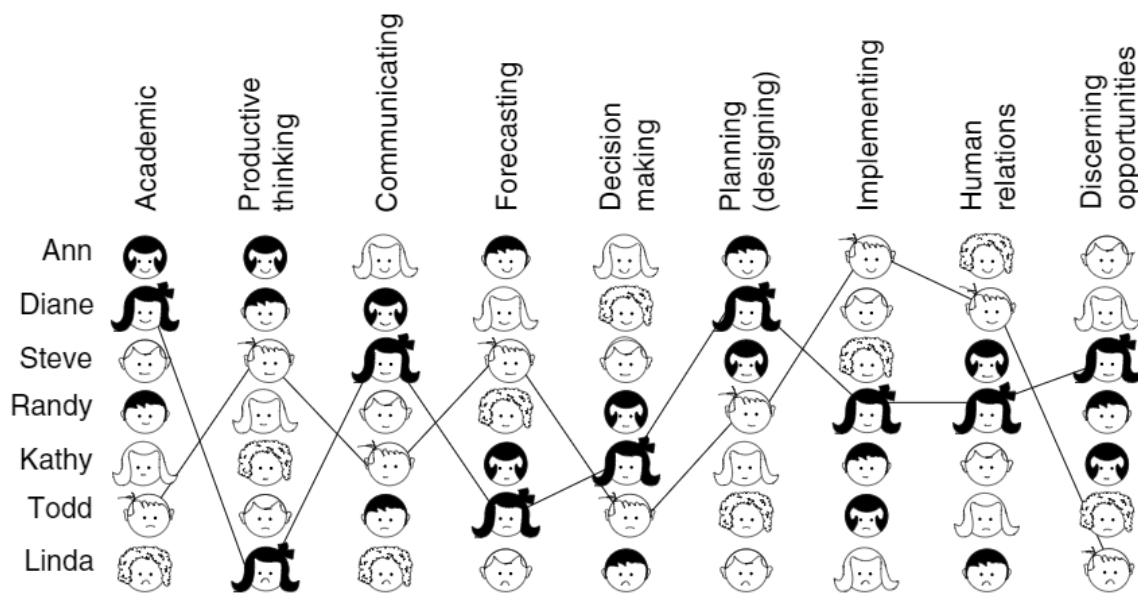 Academic
Productive
thinking
Communicating
Forecasting
Decision
making
Planning
(designing)
Implementing
Human
relations
Discerning
opportunities
Ann
Diane
Steve
Randy
Kathy
Todd
Linda